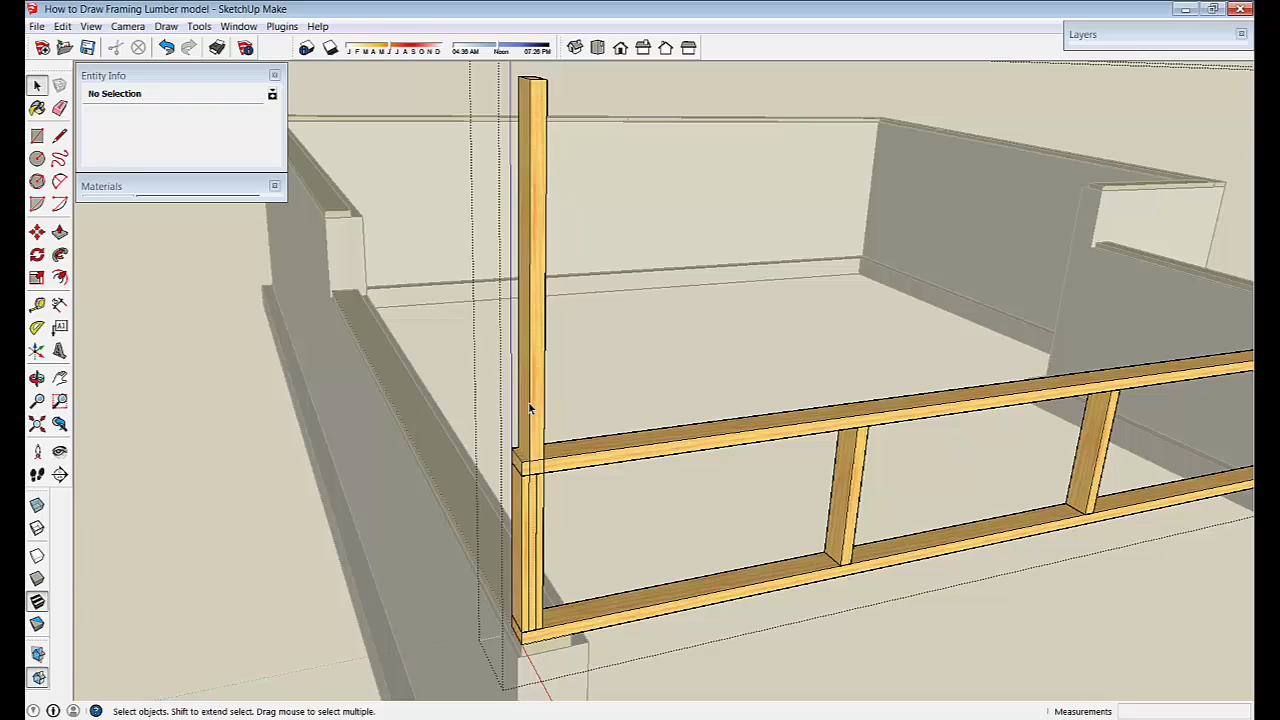 How to Draw Framing Lumber model - SketchUp Make
File Edit View Camera Draw Tools Window Plugins Help
J F M A M J J A S O N D 04:36 AM Noon 07:26 PM
Layers
Entity Info
No Selection
Materials
A1
Select objects. Shift to extend select. Drag mouse to select multiple.
Measurements